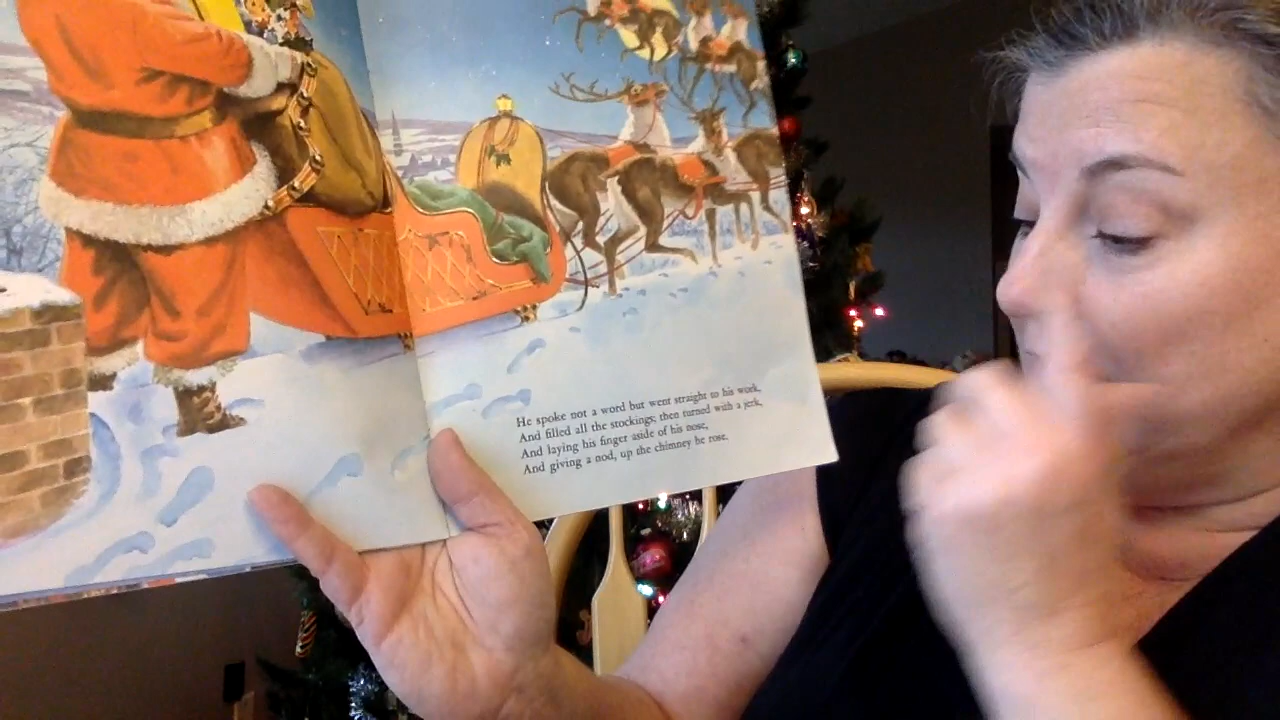 He spoke not a word but went straight to his work,
And filled all the stockings; then turned with a jerk,
And laying his finger aside of his nose,
And giving a nod, up the chimney he rose.